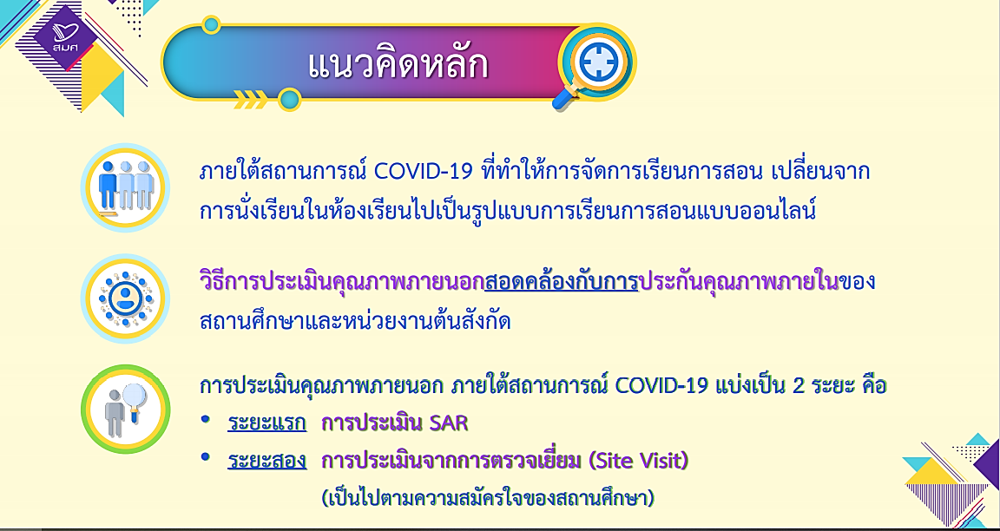 สมศ
แนวคิดหลัก
ภายใต้สถานการณ์ COVID-19 ที่ทำให้การจัดการเรียนการสอน เปลี่ยนจาก
การนั่งเรียนในห้องเรียนไปเป็นรูปแบบการเรียนการสอนแบบออนไลน์
วิธีการประเมินคุณภาพภายนอกสอดคล้องกับการประกันคุณภาพภายในของ
สถานศึกษาและหน่วยงานต้นสังกัด
การประเมินคุณภาพภายนอก ภายใต้สถานการณ์ COVID-19 แบ่งเป็น 2 ระยะ คือ
• ระยะแรก การประเมิน SAR
• ระยะสอง การประเมินจากการตรวจเยี่ยม (Site Visit)
(เป็นไปตามความสมัครใจของสถานศึกษา)